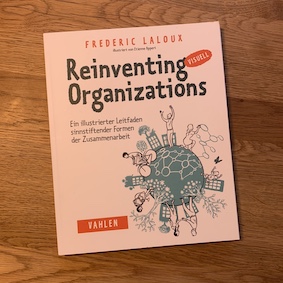 FREDERIC LALOUX
Illustriert von Etienne Appert
Reinventing
VISUELL
Organizations
Ein illustrierter Leitfaden
sinnstiftender Formen
der Zusammenarbeit
VAHLEN